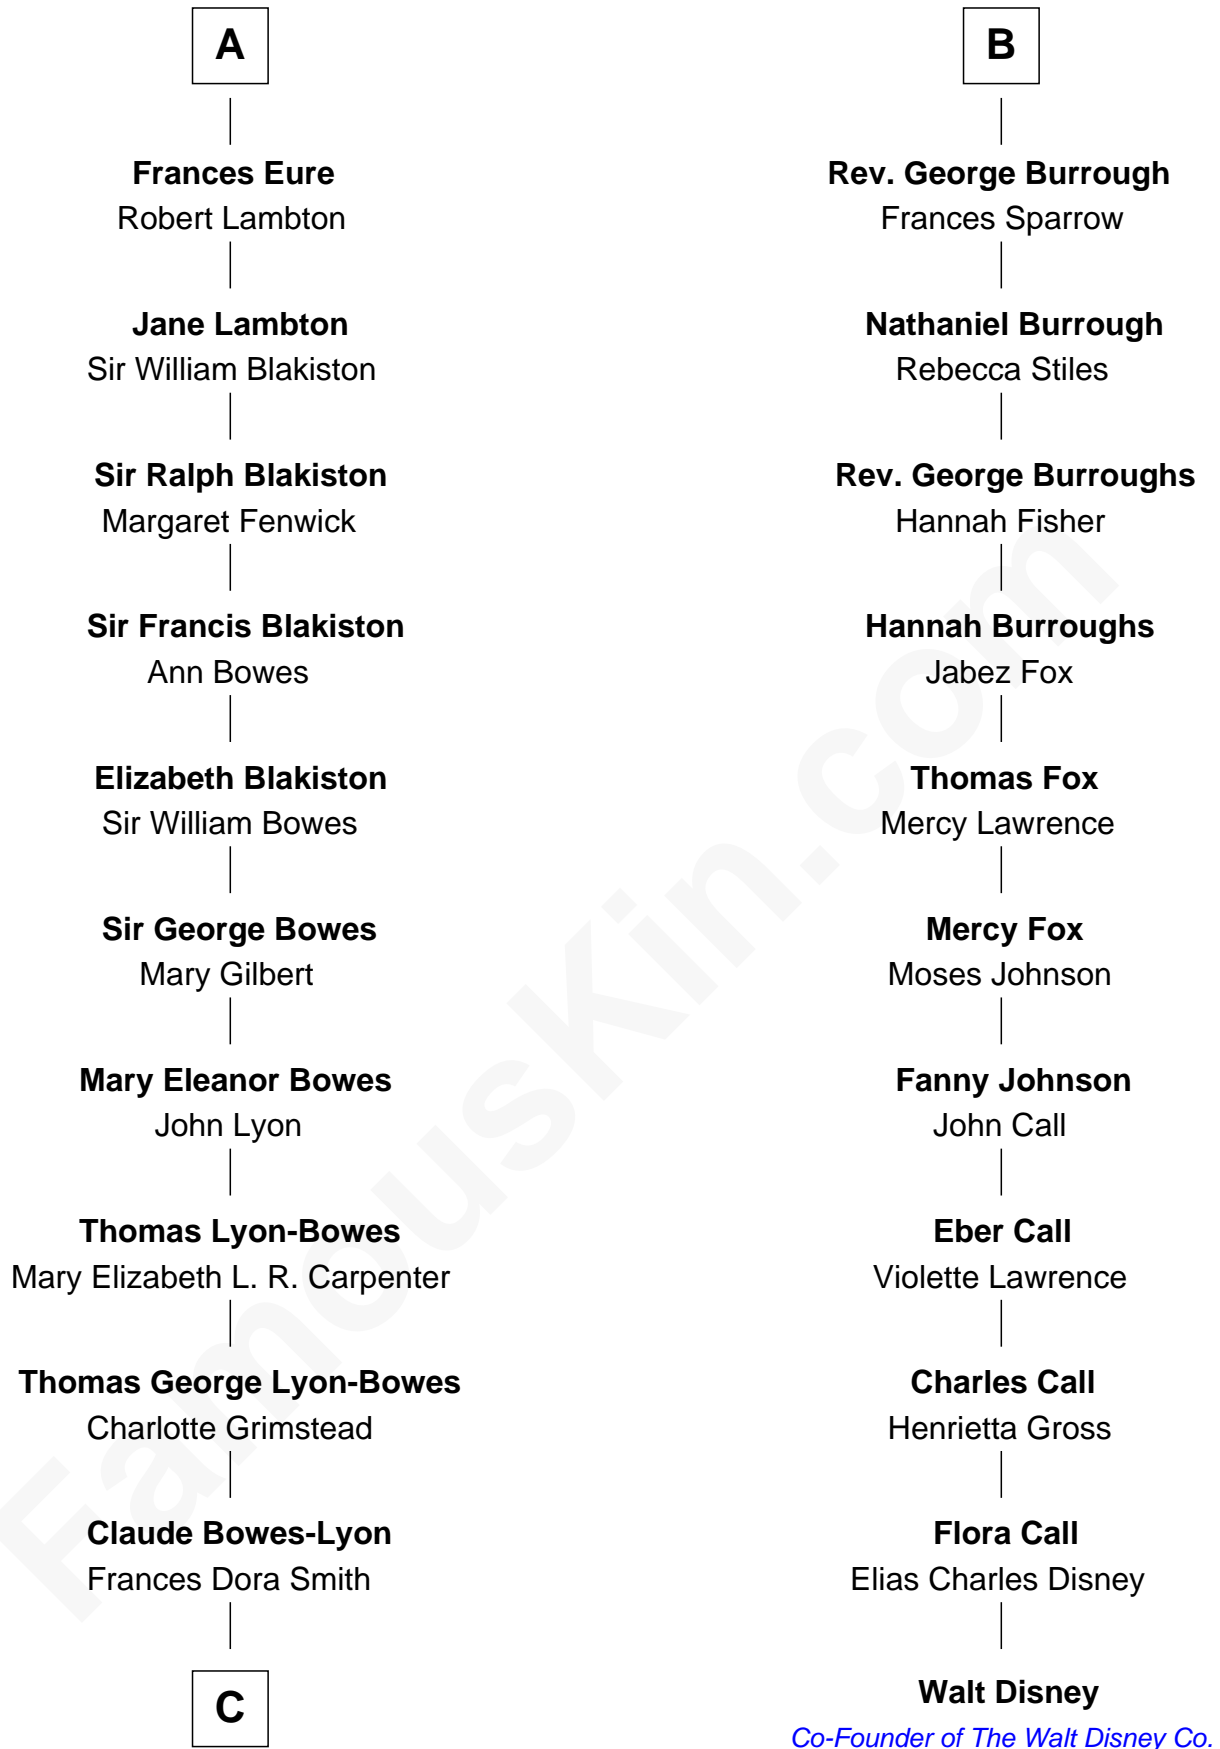 A
Frances Eure
Robert Lambton
Jane Lambton
Sir William Blakiston
Sir Ralph Blakiston
Margaret Fenwick
Sir Francis Blakiston
Ann Bowes
Elizabeth Blakiston
Sir William Bowes
Sir George Bowes
Mary Gilbert
Mary Eleanor Bowes
John Lyon
Thomas Lyon-Bowes
Mary Elizabeth L. R. Carpenter
Thomas George Lyon-Bowes
Charlotte Grimstead
Claude Bowes-Lyon
Frances Dora Smith
C
B
Rev. George Burrough
Frances Sparrow
Nathaniel Burrough
Rebecca Stiles
Rev. George Burroughs
Hannah Fisher
Hannah Burroughs
Jabez Fox
Thomas Fox
Mercy Lawrence
Mercy Fox
Moses Johnson
Fanny Johnson
John Call
Eber Call
Violette Lawrence
Charles Call
Henrietta Gross
Flora Call
Elias Charles Disney
Walt Disney
Co-Founder of The Walt Disney Co.
FamousKin.com